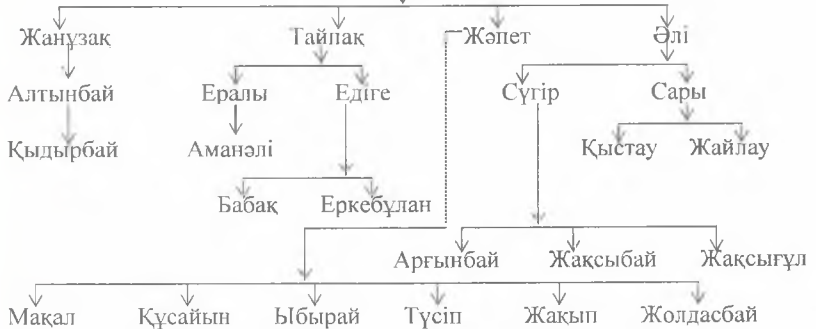 Жанұзақ Тайпақ Жәпет Әлі
Алтынбай Ералы Едіге Сүгір Сары
Қыдырбай Аманәлі Қыстау Жайлау
Бабақ Еркебұлан
Арғынбай Жақсыбай Жақсығұл
Мақал Құсайын Ыбырай Түсіп Жақып Жолдасбай